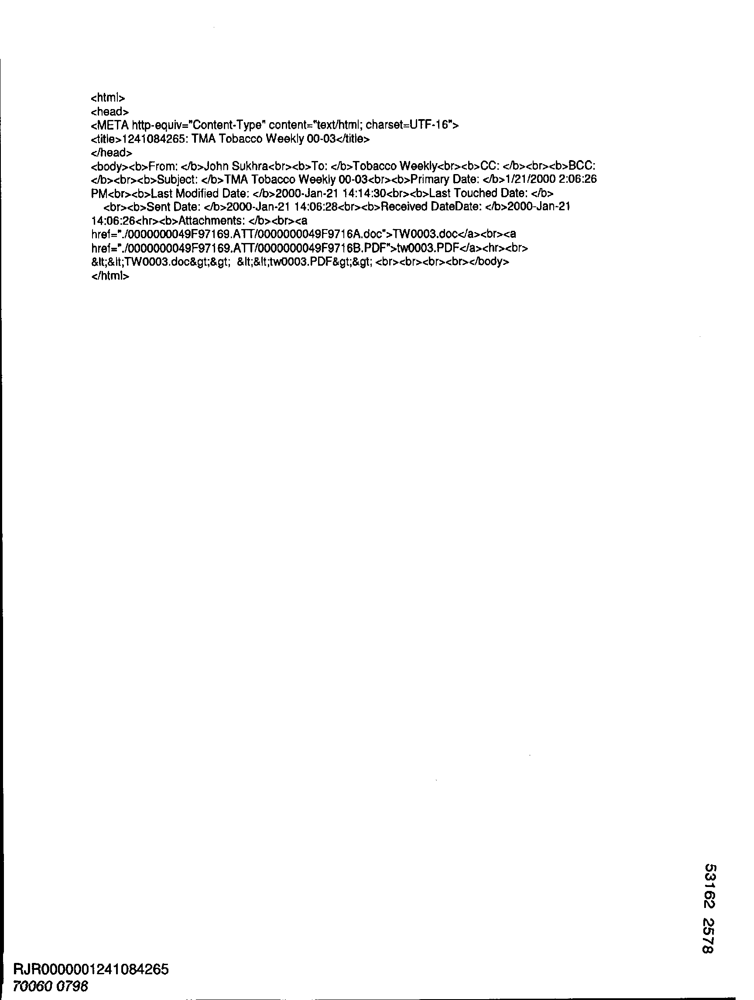 <html>
<head>
<META http-equiv="Content-Type" content="text/html; charset=UTF-16">
<title>1241084265: TMA Tobacco Weekly 00-03</title>
</head>
<body><b>From: </b>John Sukhra<br><b>To: </b>Tobacco Weekly<br><b>CC: </b><br><b>BCC:
</b><br><b>Subject: </b>TMA Tobacco Weekly 00-03<br><b>Primary Date: </b>1/21/2000 2:06:26
PM<br><b>Last Modified Date: </b>2000-Jan-21 14:14:30<br><b>Last Touched Date: </b>
<br><b>Sent Date: </b>2000-Jan-21 14:06:28<br><b>Received DateDate: </b>2000-Jan-21
14:06:26<hr><b>Attachments: </b><br><a
href="./0000000049F97169.ATT/0000000049F9716A.doc">TW0003.doc</a><br><a
href="./0000000049F97169.ATT/0000000049F9716B.PDF">tw0003.PDF</a><hr><br>
&lt;&lt;TW0003.doc&gt;&gt; &lt;&lt;tw0003.PDF&gt;&gt; <br><br><br><br></body>
</html>
53162 2578
RJR0000001241084265
70060 0798